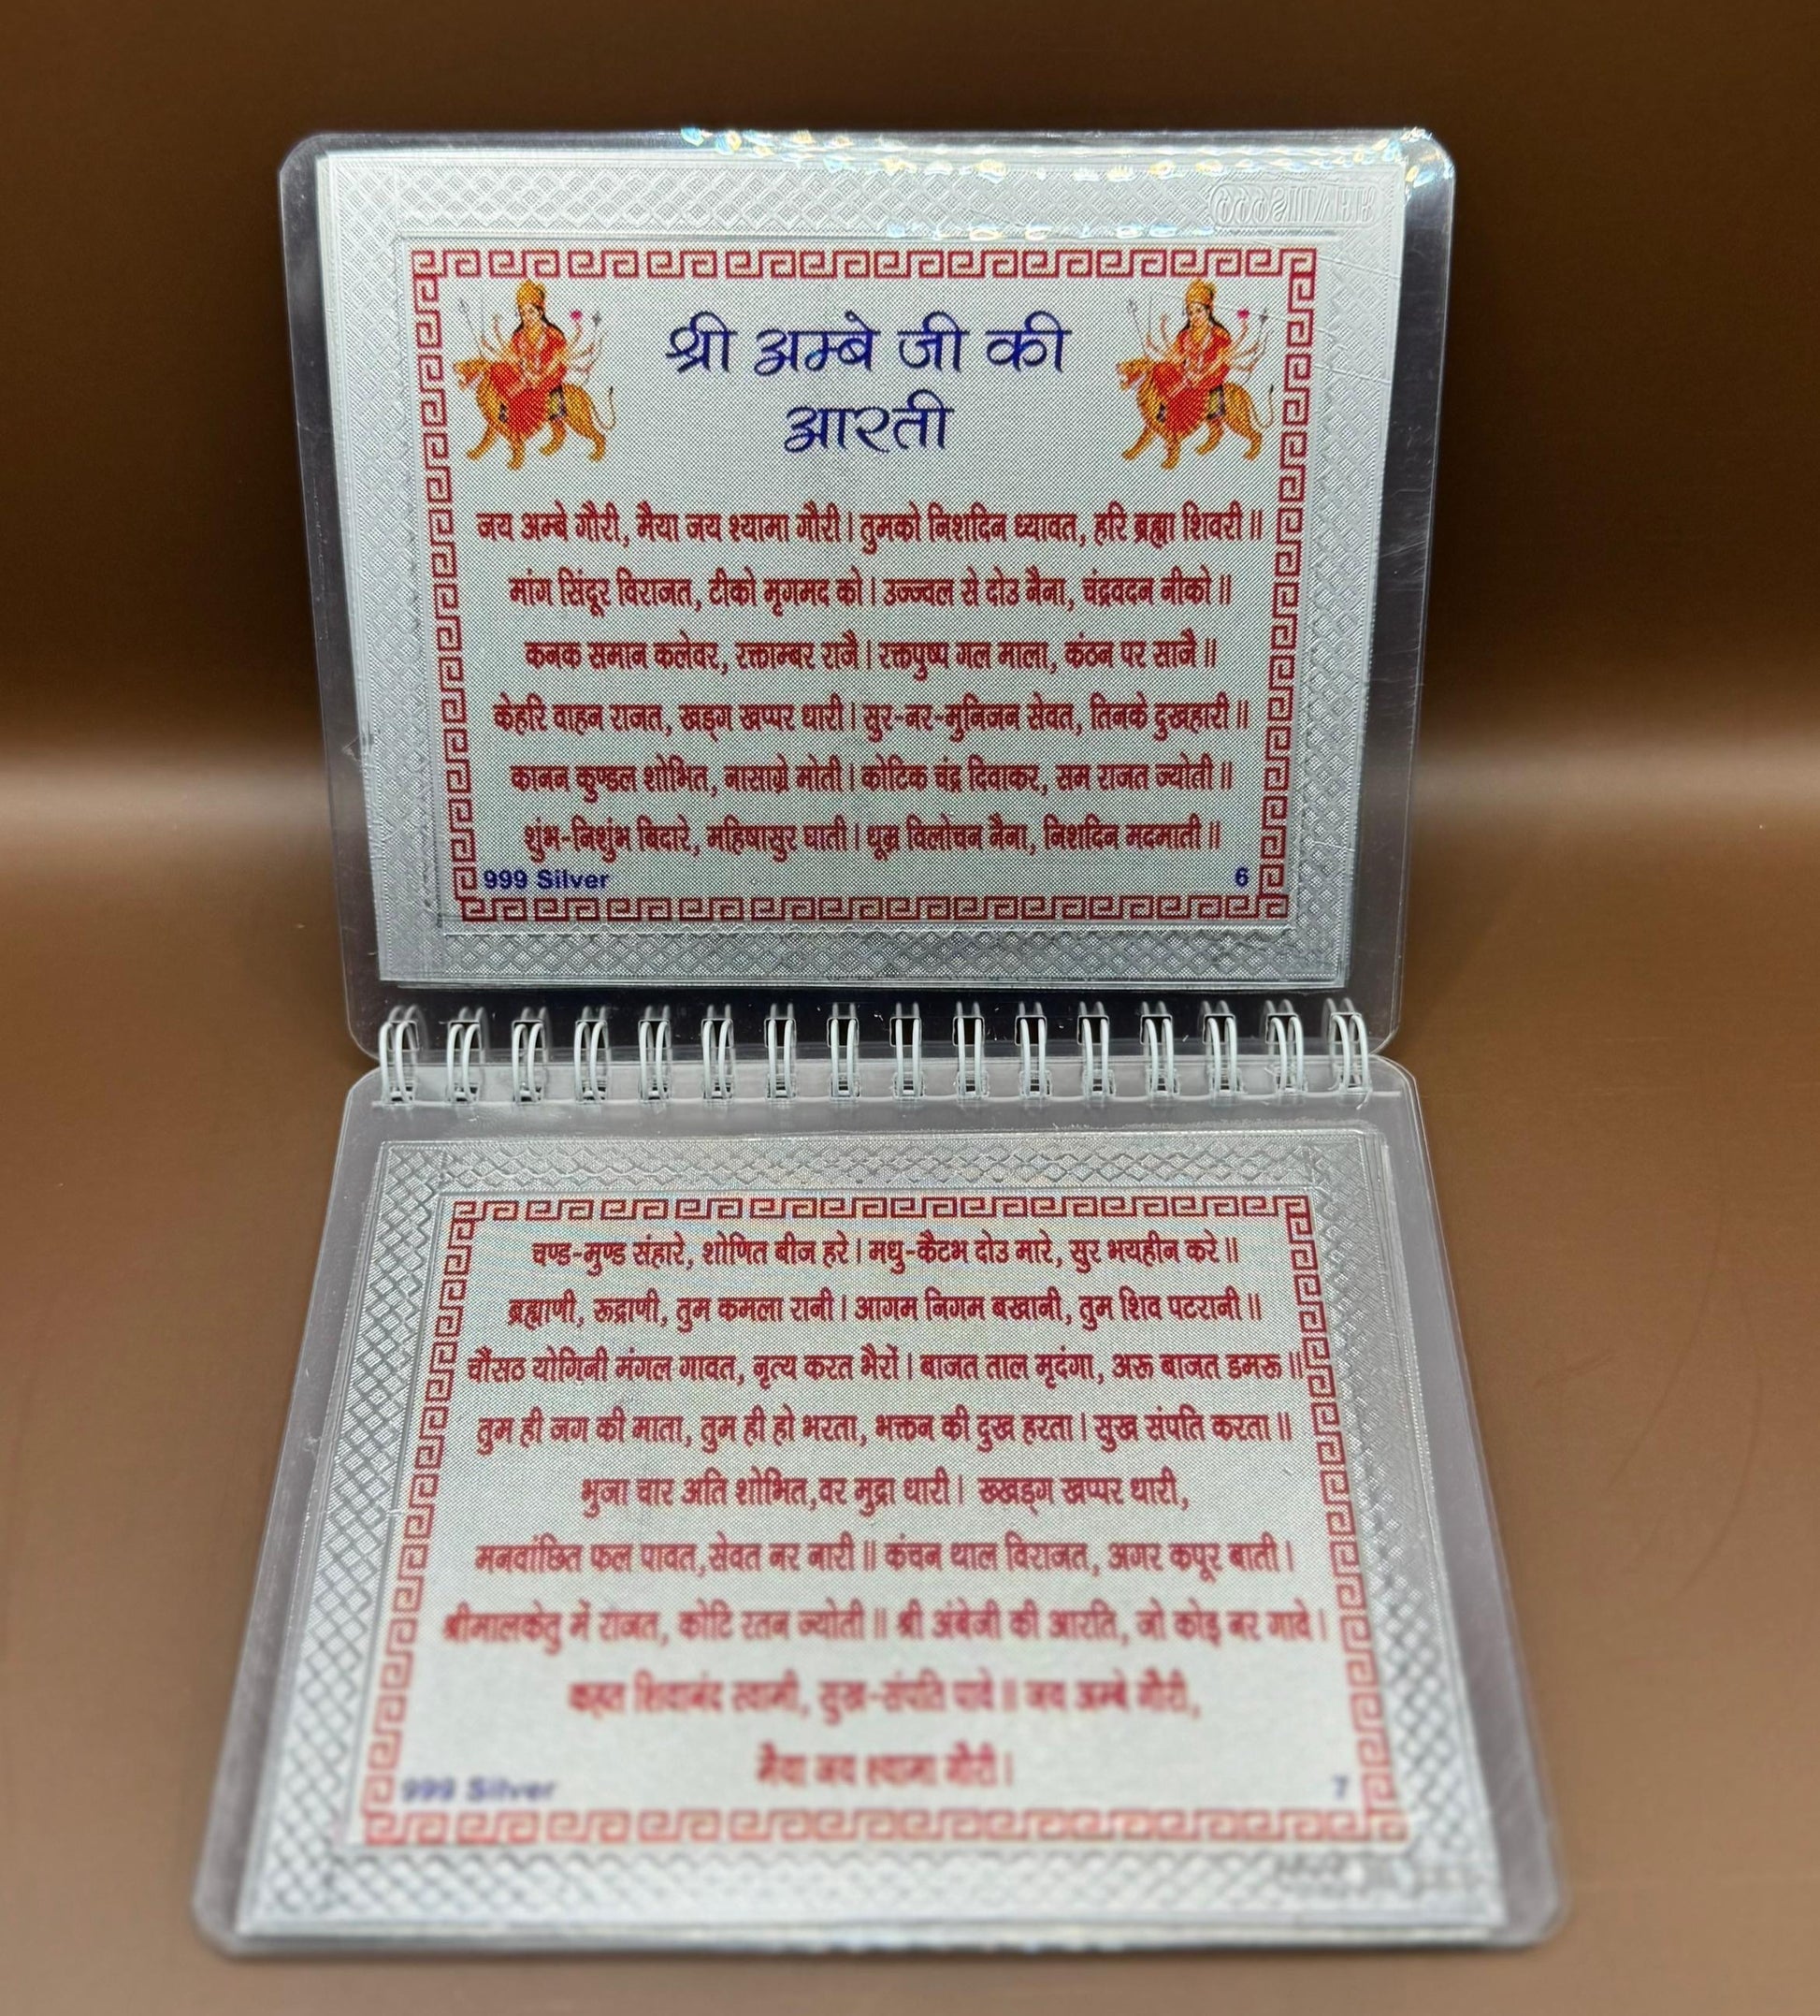 श्री अम्बे जी की
आरती
जय अम्बे गौरी, मैया जय श्यामा गौरी । तुमको निशदिन ध्यावत, हरि ब्रह्मा शिवरी ॥
मांग सिंदूर विराजत, टीको मृगमद को । उज्ज्वल से दोउ नैना, चंद्रवदन नीको ॥
कनक समान कलेवर, रक्ताम्बर राजै । रक्तपुष्प गल माला, कंठन पर साजै ॥
केहरि वाहन राजत, खड्ग खप्पर धारी । सुर-नर-मुनिजन सेवत, तिनके दुखहारी ॥
कानन कुण्डल शोभित, नासाग्रे मोती । कोटिक चंद्र दिवाकर, सम राजत ज्योती ॥
शुंभ-निशुंभ बिदारे, महिषासुर घाती । धूम्र विलोचन नैना, निशदिन मदमाती ॥
999 Silver 6
चण्ड-मुण्ड संहारे, शोणित बीज हरे । मधु-कैटभ दोउ मारे, सुर भयहीन करे ॥
ब्रह्माणी, रूद्राणी, तुम कमला रानी । आगम निगम बखानी, तुम शिव पटरानी ॥
चौंसठ योगिनी मंगल गावत, नृत्य करत भैरों । बाजत ताल मृदंगा, अरू बाजत डमरू ॥
तुम ही जग की माता, तुम ही हो भरता, भक्तन की दुख हरता । सुख संपति करता ॥
भुजा चार अति शोभित,वर मुद्रा धारी । ख्खड्ग खप्पर धारी,
मनवांछित फल पावत,सेवत नर नारी ॥ कंचन थाल विराजत, अगर कपूर बाती ।
श्रीमालकेतु में राजत, कोटि रतन ज्योती ॥ श्री अंबेजी की आरति, जो कोइ नर गावे ।
कहत शिवानंद स्वामी, सुख-संपति पावे ॥ जय अम्बे गौरी,
मैया जय श्यामा गौरी ।
999 Silver 7